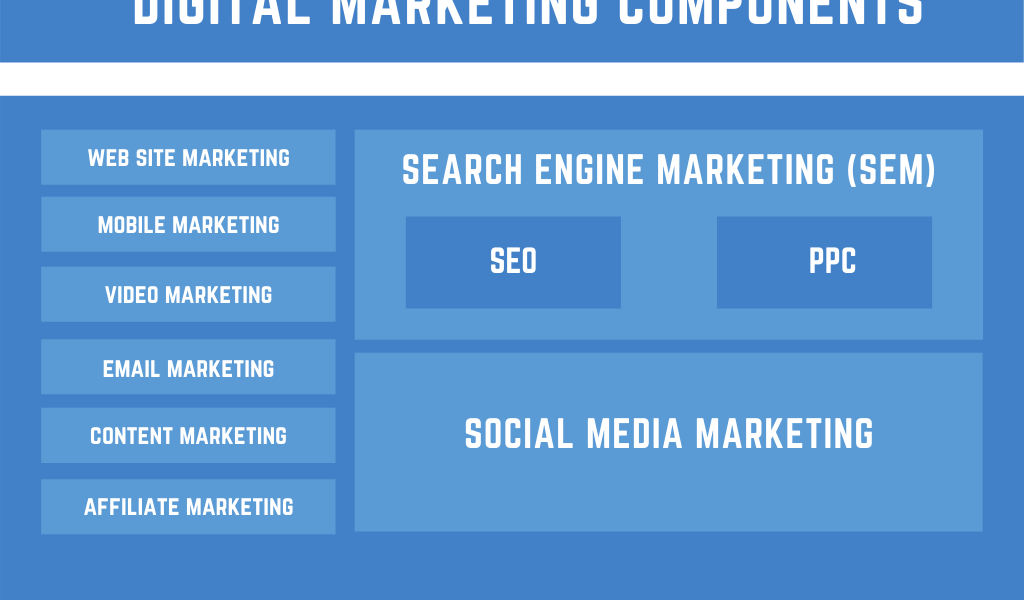 DIGITAL MARKETING COMPONENTS
WEB SITE MARKETING
MOBILE MARKETING
VIDEO MARKETING
EMAIL MARKETING
CONTENT MARKETING
AFFILIATE MARKETING
SEARCH ENGINE MARKETING (SEM)
SEO
PPC
SOCIAL MEDIA MARKETING